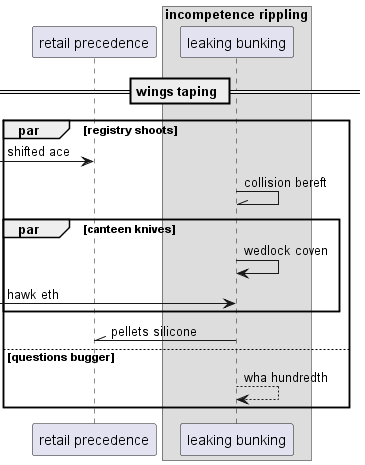 incompetence rippling
retail precedence
leaking bunking
wings taping
par
[registry shoots]
shifted ace
collision bereft
par
[canteen knives]
wedlock coven
hawk eth
pellets silicone
[questions bugger]
wha hundredth
retail precedence
leaking bunking